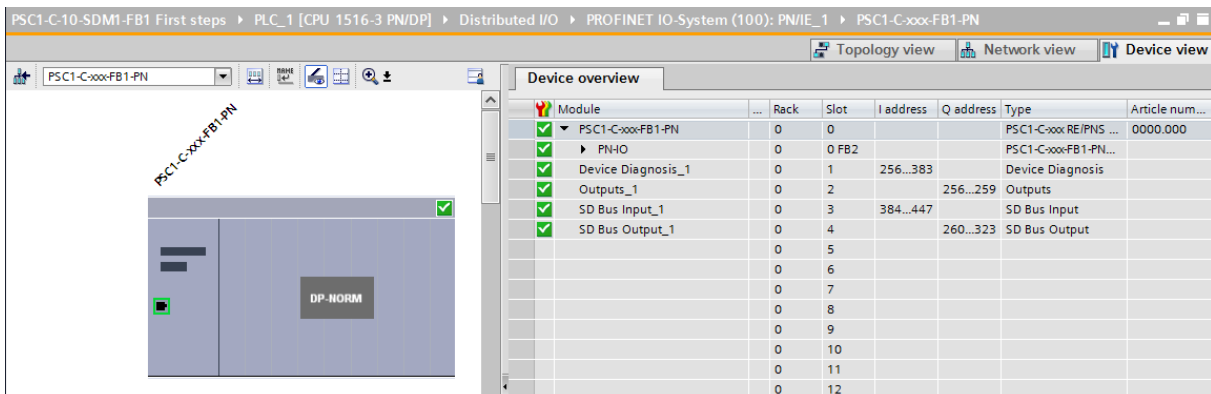 PSC1-C-10-SDM1-FB1 First steps ▸ PLC_1 [CPU 1516-3 PN/DP] ▸ Distributed I/O ▸ PROFINET IO-System (100): PN/IE_1 ▸ PSC1-C-xxx-FB1-PN
Topology view Network view Device view
PSC1-C-xxx-FB1-PN
Device overview
PSC1-C-xxx-FB1-PN
DP-NORM
Module ... Rack Slot I address Q address Type Article num...
PSC1-C-xxx-FB1-PN 0 0 PSC1-C-xxx RE/PNS ... 0000.000
PN-IO 0 0 FB2 PSC1-C-xxx-FB1-PN...
Device Diagnosis_1 0 1 256...383 Device Diagnosis
Outputs_1 0 2 256...259 Outputs
SD Bus Input_1 0 3 384...447 SD Bus Input
SD Bus Output_1 0 4 260...323 SD Bus Output
0 5
0 6
0 7
0 8
0 9
0 10
0 11
0 12